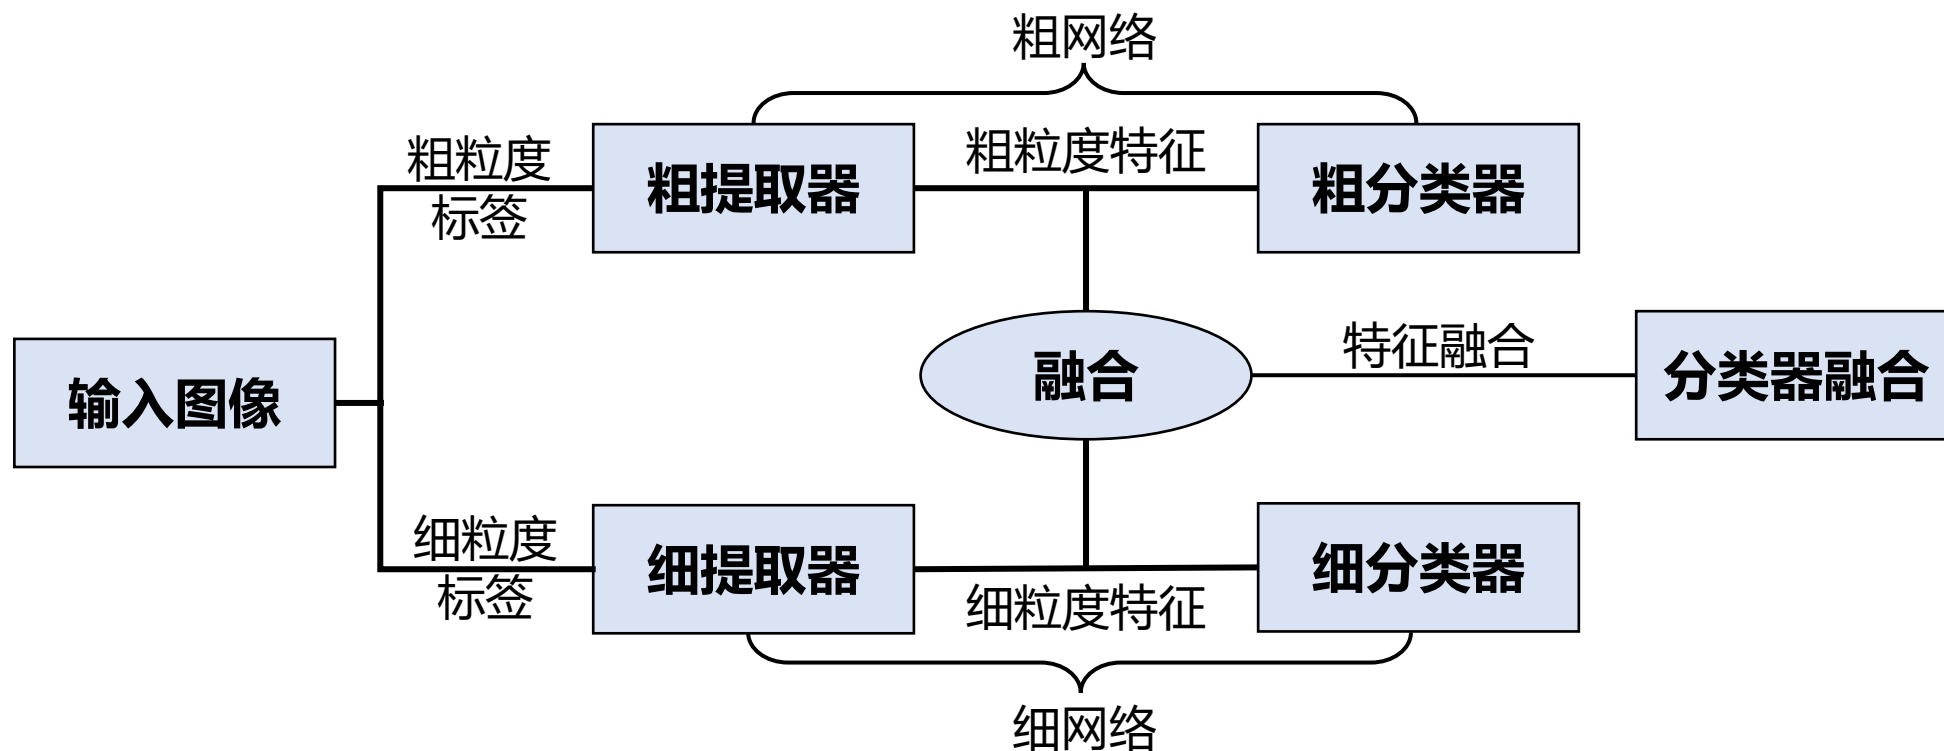 粗网络
粗粒度
标签
粗提取器
粗粒度特征
粗分类器
输入图像
融合
特征融合
分类器融合
细粒度
标签
细提取器
细粒度特征
细分类器
细网络